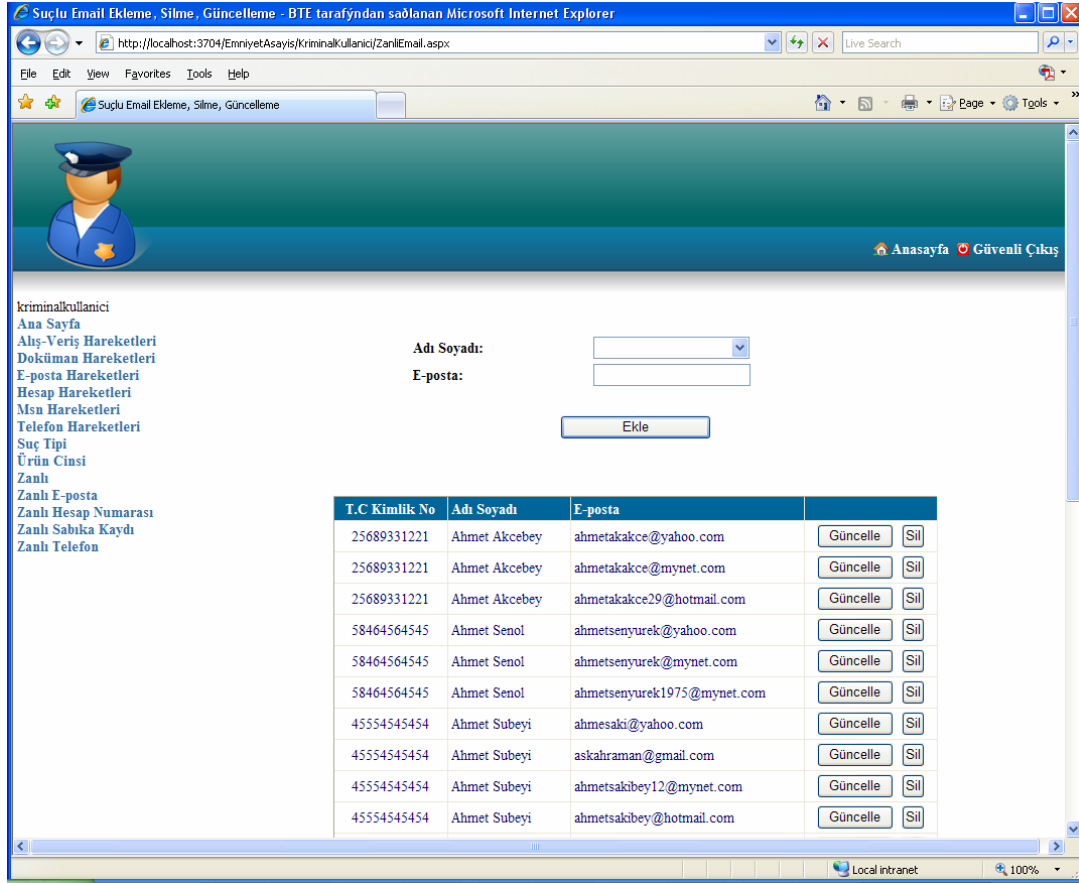 Suçlu Email Ekleme, Silme, Güncelleme - BTE tarafýndan saðlanan Microsoft Internet Explorer
http://localhost:3704/EmniyetAsayis/KriminalKullanici/ZanliEmail.aspx
Live Search
File Edit View Favorites Tools Help
Suçlu Email Ekleme, Silme, Güncelleme
Page Tools »
Anasayfa Güvenli Çıkış
kriminalkullanici
Ana Sayfa
Alış-Veriş Hareketleri
Doküman Hareketleri
E-posta Hareketleri
Hesap Hareketleri
Msn Hareketleri
Telefon Hareketleri
Suç Tipi
Ürün Cinsi
Zanlı
Zanlı E-posta
Zanlı Hesap Numarası
Zanlı Sabıka Kaydı
Zanlı Telefon
Adı Soyadı:
E-posta:
Ekle
T.C Kimlik No Adı Soyadı E-posta
25689331221 Ahmet Akcebey ahmetakakce@yahoo.com Güncelle Sil
25689331221 Ahmet Akcebey ahmetakakce@mynet.com Güncelle Sil
25689331221 Ahmet Akcebey ahmetakakce29@hotmail.com Güncelle Sil
58464564545 Ahmet Senol ahmetsenyurek@yahoo.com Güncelle Sil
58464564545 Ahmet Senol ahmetsenyurek@mynet.com Güncelle Sil
58464564545 Ahmet Senol ahmetsenyurek1975@mynet.com Güncelle Sil
45554545454 Ahmet Subeyi ahmesaki@yahoo.com Güncelle Sil
45554545454 Ahmet Subeyi askahraman@gmail.com Güncelle Sil
45554545454 Ahmet Subeyi ahmetsakibey12@mynet.com Güncelle Sil
45554545454 Ahmet Subeyi ahmetsakibey@hotmail.com Güncelle Sil
Local intranet 100%